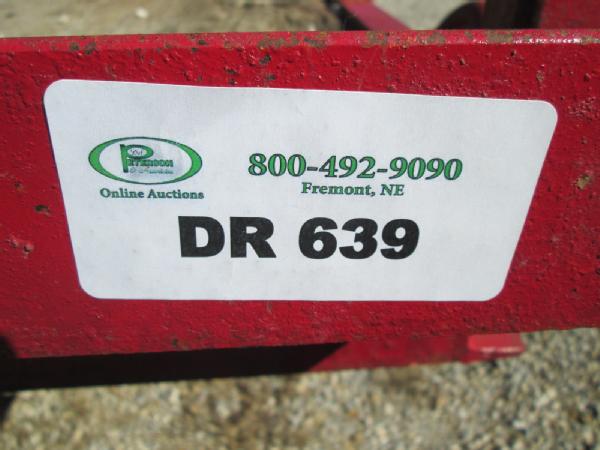 PETERSON
Online Auctions
800-492-9090
Fremont, NE
DR 639